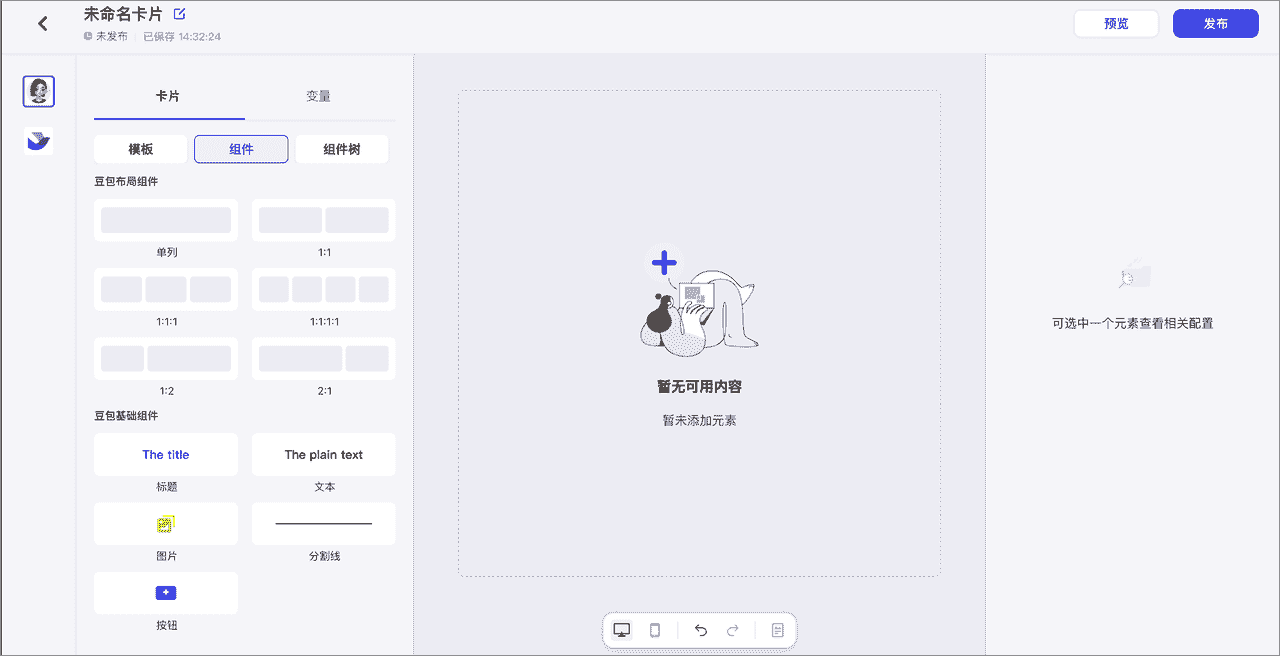 未命名卡片
未发布 已保存 14:32:24
预览 发布
卡片 变量
模板 组件 组件树
豆包布局组件
单列 1:1
1:1:1 1:1:1:1
1:2 2:1
豆包基础组件
The title The plain text
标题 文本
图片 分割线
按钮
暂无可用内容
暂未添加元素
可选中一个元素查看相关配置